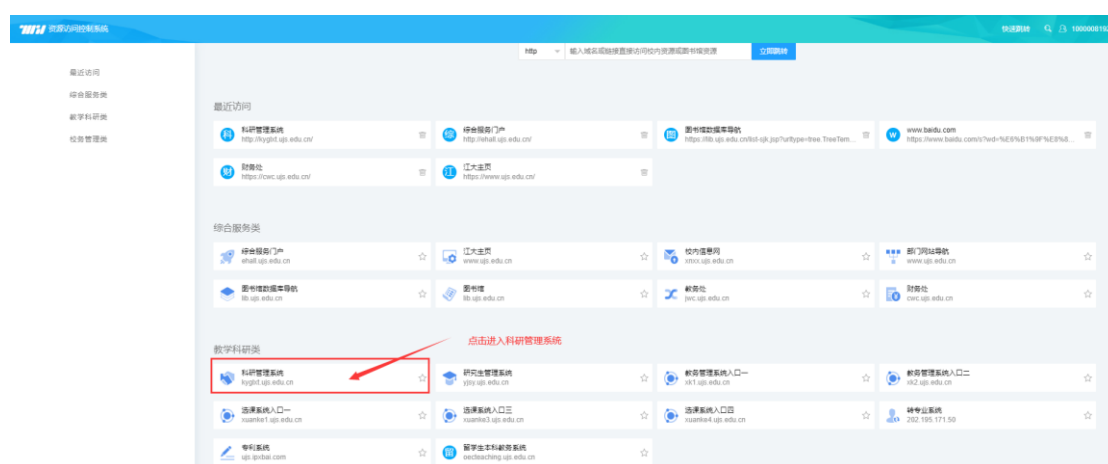 资源访问控制系统
快速跳转
http
输入域名或链接直接访问校内资源或图书馆资源
立即跳转
最近访问
综合服务类
教学科研类
校务管理类
最近访问
科研管理系统
http://kyglxt.ujs.edu.cn/
综合服务门户
http://ehall.ujs.edu.cn/
图书馆数据库导航
www.baidu.com
财务处
https://cwc.ujs.edu.cn/
江大主页
https://www.ujs.edu.cn/
综合服务类
综合服务门户
ehall.ujs.edu.cn
江大主页
www.ujs.edu.cn
校内信息网
xnxx.ujs.edu.cn
部门网站导航
www.ujs.edu.cn
图书馆数据库导航
lib.ujs.edu.cn
图书馆
lib.ujs.edu.cn
教务处
jwc.ujs.edu.cn
财务处
cwc.ujs.edu.cn
教学科研类
点击进入科研管理系统
科研管理系统
kyglxt.ujs.edu.cn
研究生管理系统
yjsy.ujs.edu.cn
教务管理系统入口一
xk1.ujs.edu.cn
教务管理系统入口二
xk2.ujs.edu.cn
选课系统入口一
xuanke1.ujs.edu.cn
选课系统入口三
xuanke3.ujs.edu.cn
选课系统入口四
xuanke4.ujs.edu.cn
转专业系统
202.195.171.50
专利系统
ujs.ipxbai.com
留学生本科教务系统
oecteaching.ujs.edu.cn